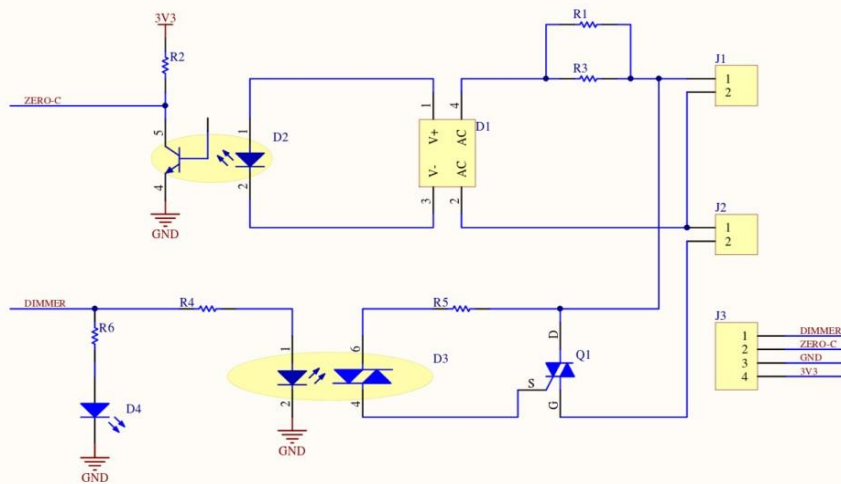 3V3
R2
ZERO-C
5
4
GND
1
2
D2
1
3
V+
V-
AC
AC
4
2
D1
R1
R3
J1
1
2
J2
1
2
DIMMER
R6
R4
D4
GND
1
2
GND
6
4
D3
R5
D
S
G
Q1
J3
1
2
3
4
DIMMER
ZERO-C
GND
3V3